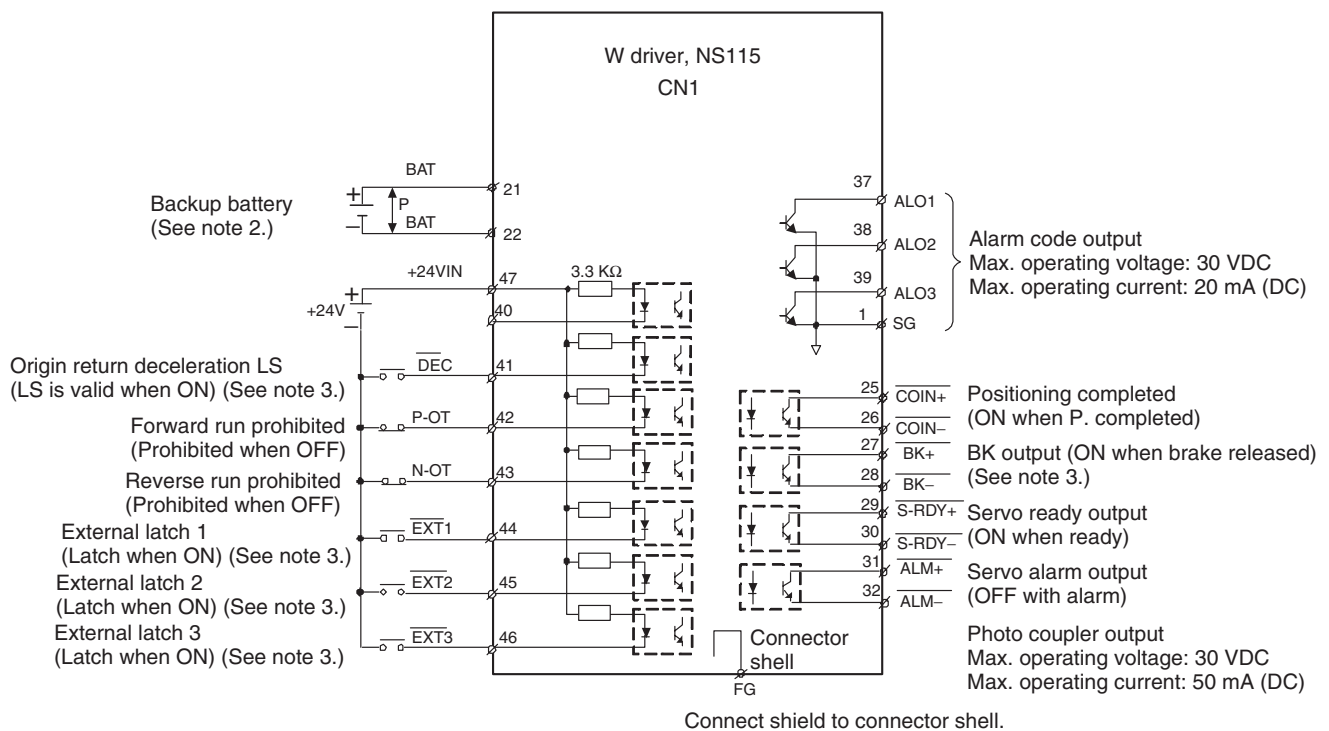 W driver, NS115
CN1
BAT
21
Backup battery
(See note 2.)
+
P
–
BAT
22
+24VIN
47
3.3 KΩ
+
+24V
–
40
Origin return deceleration LS
(LS is valid when ON) (See note 3.)
DEC
41
Forward run prohibited
(Prohibited when OFF)
P-OT
42
Reverse run prohibited
(Prohibited when OFF)
N-OT
43
External latch 1
(Latch when ON) (See note 3.)
EXT1
44
External latch 2
(Latch when ON) (See note 3.)
EXT2
45
External latch 3
(Latch when ON) (See note 3.)
EXT3
46
37
ALO1
38
ALO2
39
ALO3
1
SG
Alarm code output
Max. operating voltage: 30 VDC
Max. operating current: 20 mA (DC)
25
COIN+
26
COIN–
Positioning completed
(ON when P. completed)
27
BK+
28
BK–
BK output (ON when brake released)
(See note 3.)
29
S-RDY+
30
S-RDY–
Servo ready output
(ON when ready)
31
ALM+
32
ALM–
Servo alarm output
(OFF with alarm)
Photo coupler output
Max. operating voltage: 30 VDC
Max. operating current: 50 mA (DC)
Connector
shell
FG
Connect shield to connector shell.